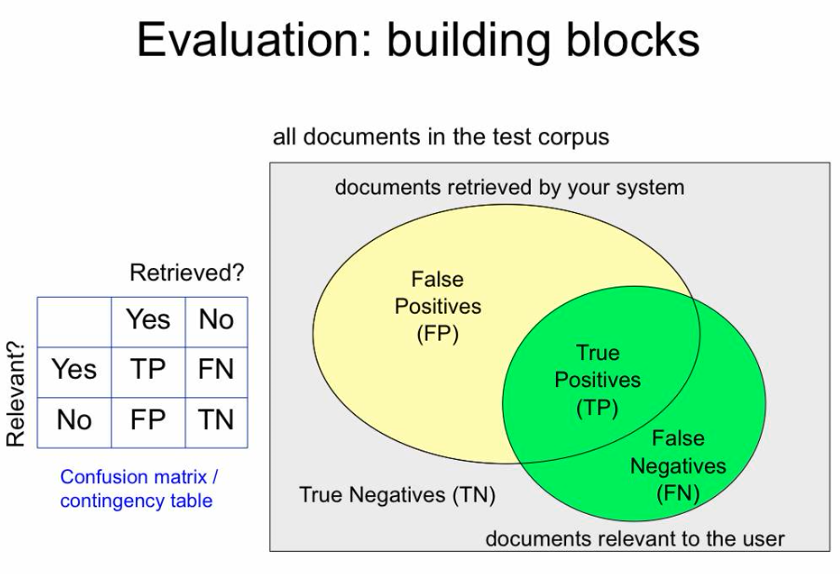 Evaluation: building blocks
all documents in the test corpus
documents retrieved by your system
False
Positives
(FP)
True
Positives
(TP)
False
Negatives
(FN)
True Negatives (TN)
documents relevant to the user
Retrieved?
Relevant?
Yes No
Yes TP FN
No FP TN
Confusion matrix /
contingency table